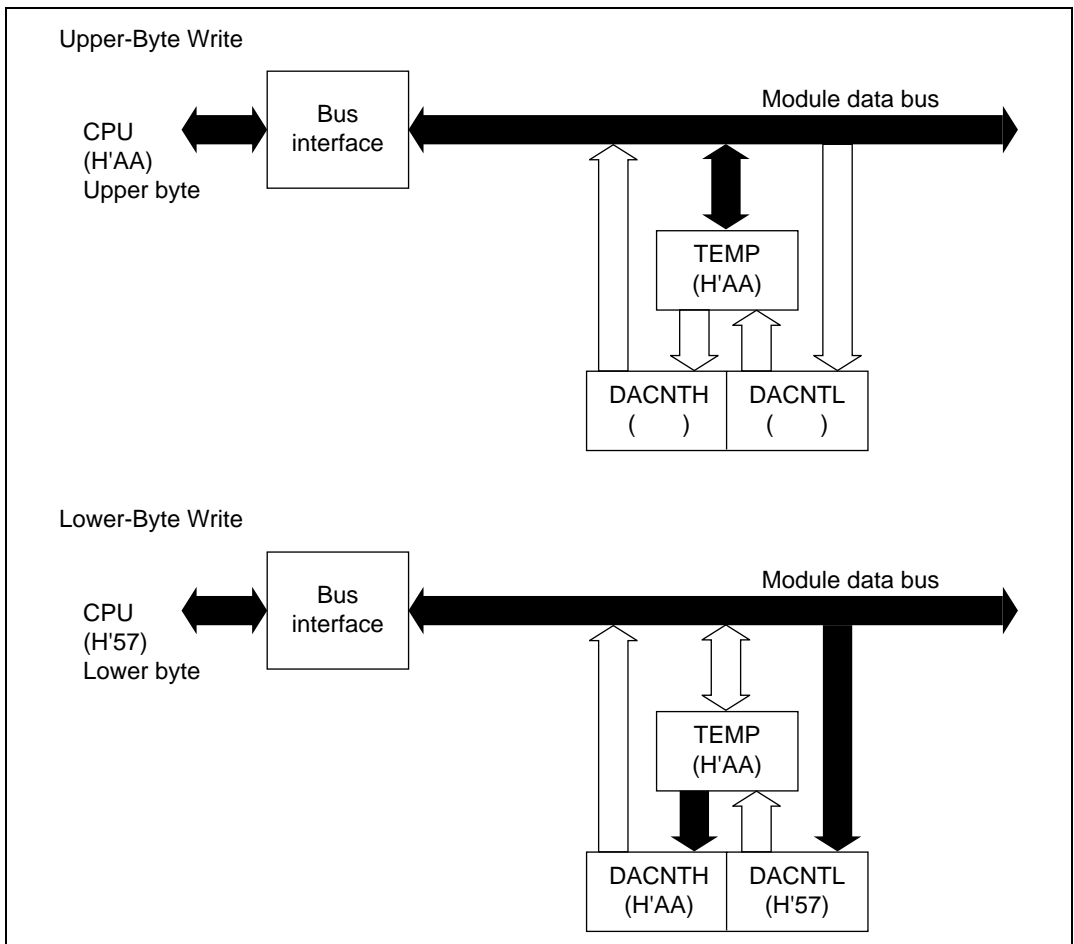 Upper-Byte Write
CPU
(H'AA)
Upper byte
Bus
interface
Module data bus
TEMP
(H'AA)
DACNTH
( )
DACNTL
( )
Lower-Byte Write
CPU
(H'57)
Lower byte
Bus
interface
Module data bus
TEMP
(H'AA)
DACNTH
(H'AA)
DACNTL
(H'57)